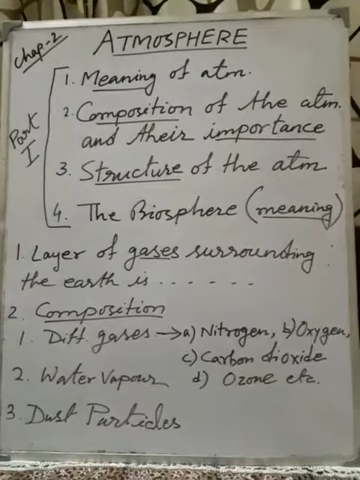 Chap-2
ATMOSPHERE
Part I
1. Meaning of atm.
2. Composition of the atm.
and their importance
3. Structure of the atm
4. The Biosphere (meaning)
1. Layer of gases surrounding
the earth is . . . . . .
2. Composition
1. Diff. gases → a) Nitrogen, b) Oxygen,
c) Carbon dioxide
2. Water Vapour d) Ozone etc.
3. Dust Particles